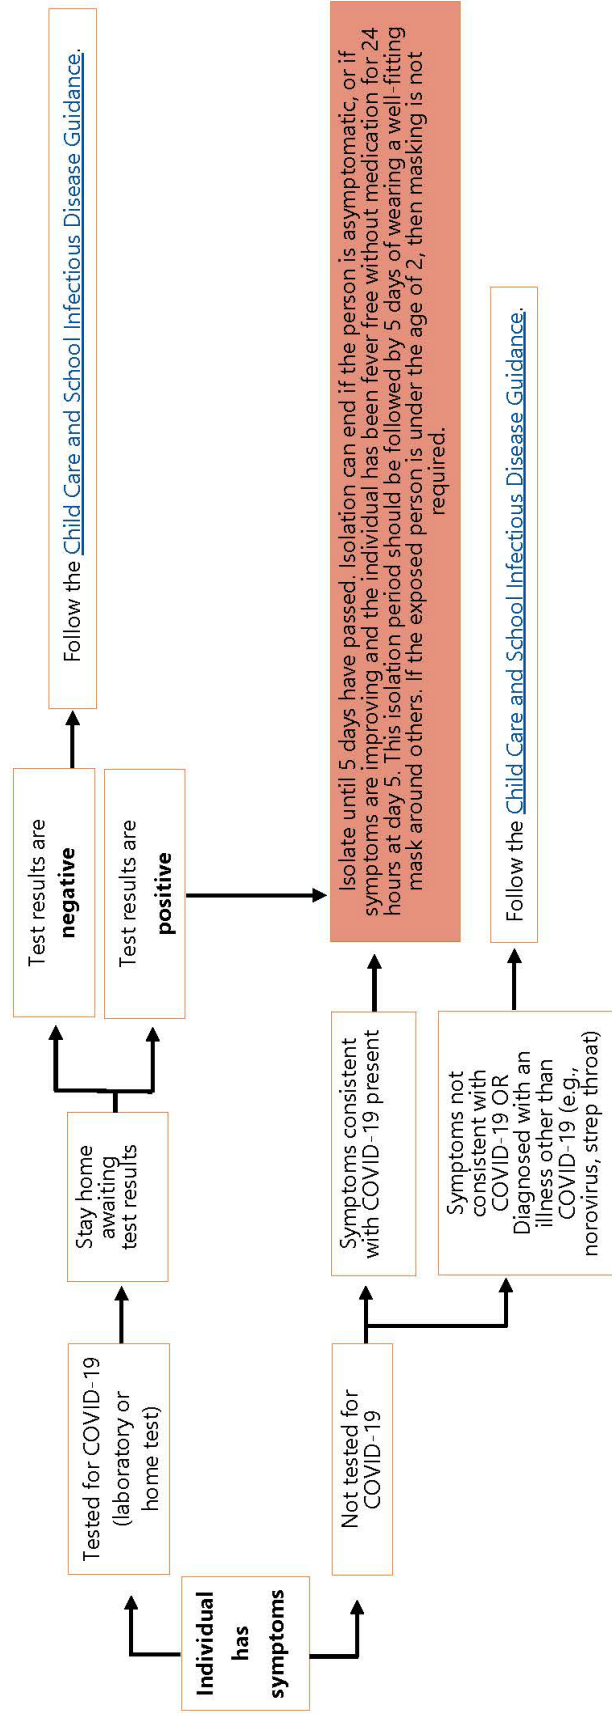 Individual
has
symptoms
Tested for COVID-19
(laboratory or
home test)
Stay home
awaiting
test results
Test results are
negative
Follow the Child Care and School Infectious Disease Guidance.
Test results are
positive
Not tested for
COVID-19
Symptoms consistent
with COVID-19 present
Isolate until 5 days have passed. Isolation can end if the person is asymptomatic, or if
symptoms are improving and the individual has been fever free without medication for 24
hours at day 5. This isolation period should be followed by 5 days of wearing a well-fitting
mask around others. If the exposed person is under the age of 2, then masking is not
required.
Symptoms not
consistent with
COVID-19 OR
Diagnosed with an
illness other than
COVID-19 (e.g.,
norovirus, strep throat)
Follow the Child Care and School Infectious Disease Guidance.